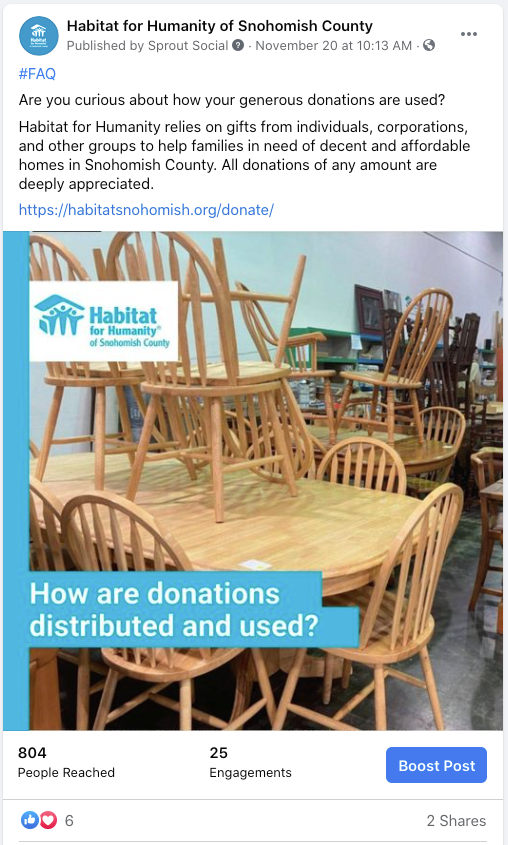 Habitat for Humanity of Snohomish County
Published by Sprout Social · November 20 at 10:13 AM ·
#FAQ
Are you curious about how your generous donations are used?
Habitat for Humanity relies on gifts from individuals, corporations,
and other groups to help families in need of decent and affordable
homes in Snohomish County. All donations of any amount are
deeply appreciated.
https://habitatsnohomish.org/donate/
Habitat
for Humanity®
of Snohomish County
How are donations
distributed and used?
804
People Reached
25
Engagements
Boost Post
6
2 Shares